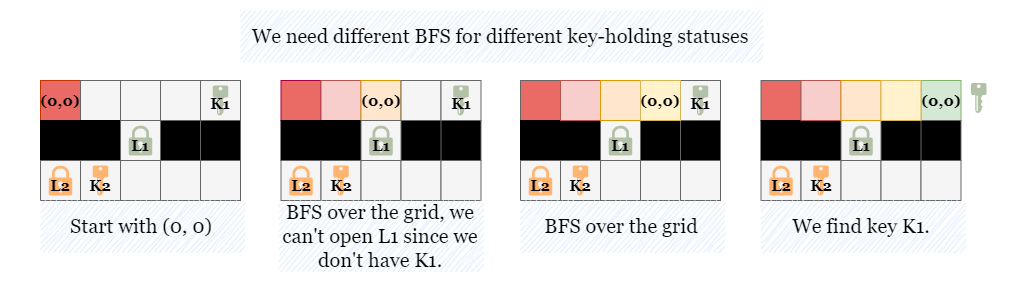 We need different BFS for different key-holding statuses
(0,0) K1
L1
L2 K2
Start with (0, 0)
(0,0) K1
L1
L2 K2
BFS over the grid, we
can't open L1 since we
don't have K1.
(0,0) K1
L1
L2 K2
BFS over the grid
(0,0)
L1
L2 K2
We find key K1.